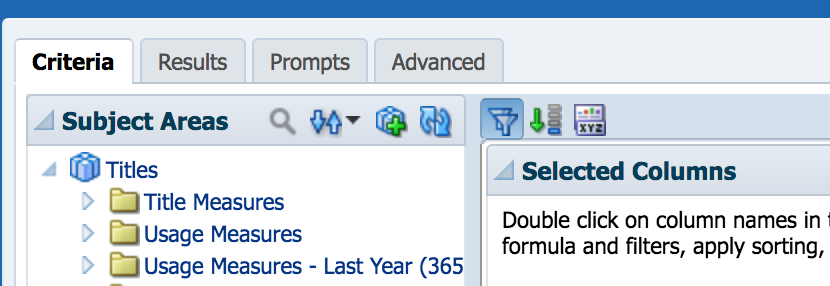 Criteria
Results
Prompts
Advanced
Subject Areas
Titles
Title Measures
Usage Measures
Usage Measures - Last Year (365
XYZ
Selected Columns
Double click on column names in
formula and filters, apply sorting,